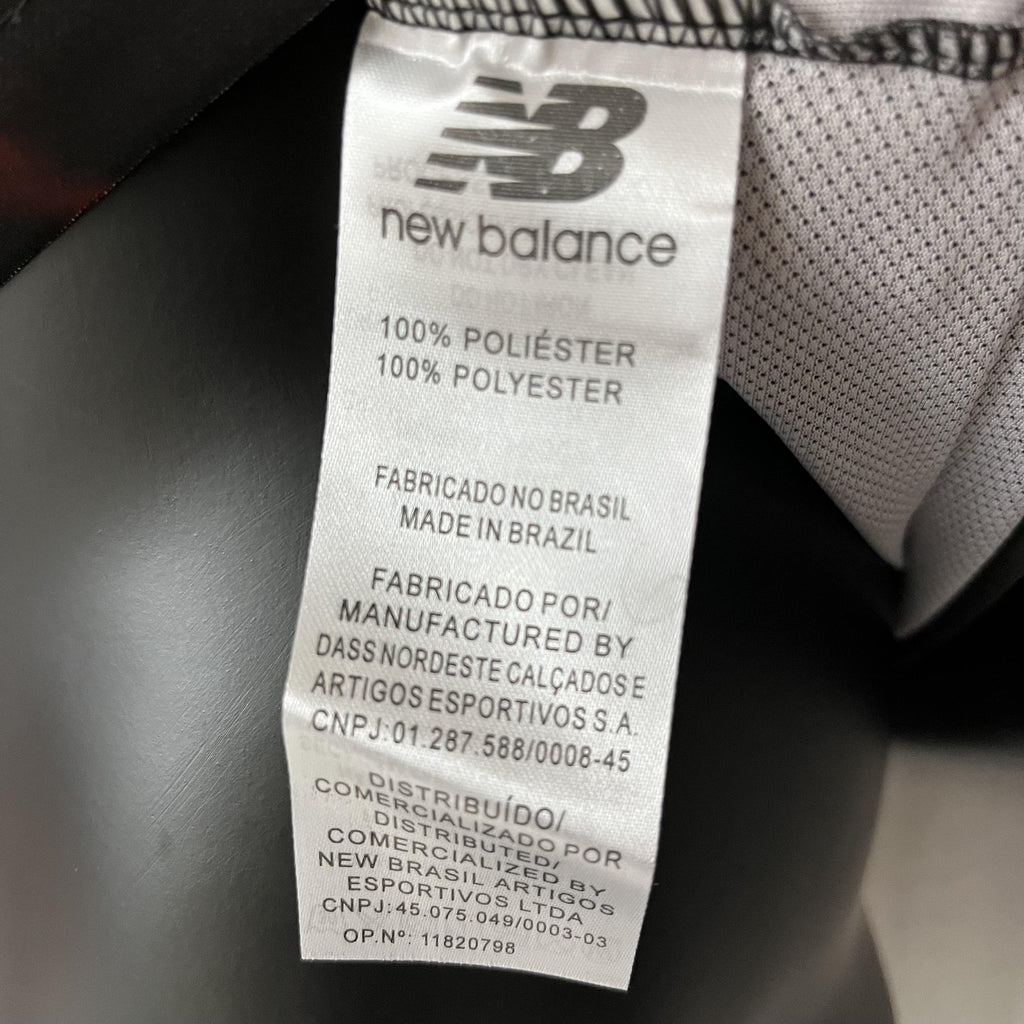 NB
new balance
100% POLIÉSTER
100% POLYESTER
FABRICADO NO BRASIL
MADE IN BRAZIL
FABRICADO POR/
MANUFACTURED BY
DASS NORDESTE CALÇADOS E
ARTIGOS ESPORTIVOS S.A.
CNPJ:01.287.588/0008-45
DISTRIBUÍDO/
COMERCIALIZADO POR
DISTRIBUTED/
COMERCIALIZED BY
NEW BRASIL ARTIGOS
ESPORTIVOS LTDA
CNPJ:45.075.049/0003-03
OP.Nº: 11820798